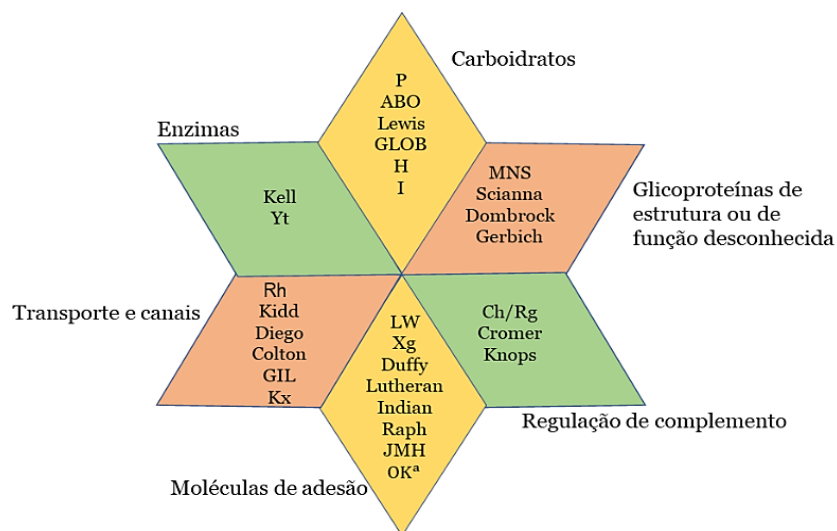 Carboidratos
P
ABO
Lewis
GLOB
H
I
Enzimas
Kell
Yt
MNS
Scianna
Dombrock
Gerbich
Glicoproteínas de
estrutura ou de
função desconhecida
Transporte e canais
Rh
Kidd
Diego
Colton
GIL
Kx
LW
Xg
Duffy
Lutheran
Indian
Raph
JMH
OKª
Moléculas de adesão
Ch/Rg
Cromer
Knops
Regulação de complemento